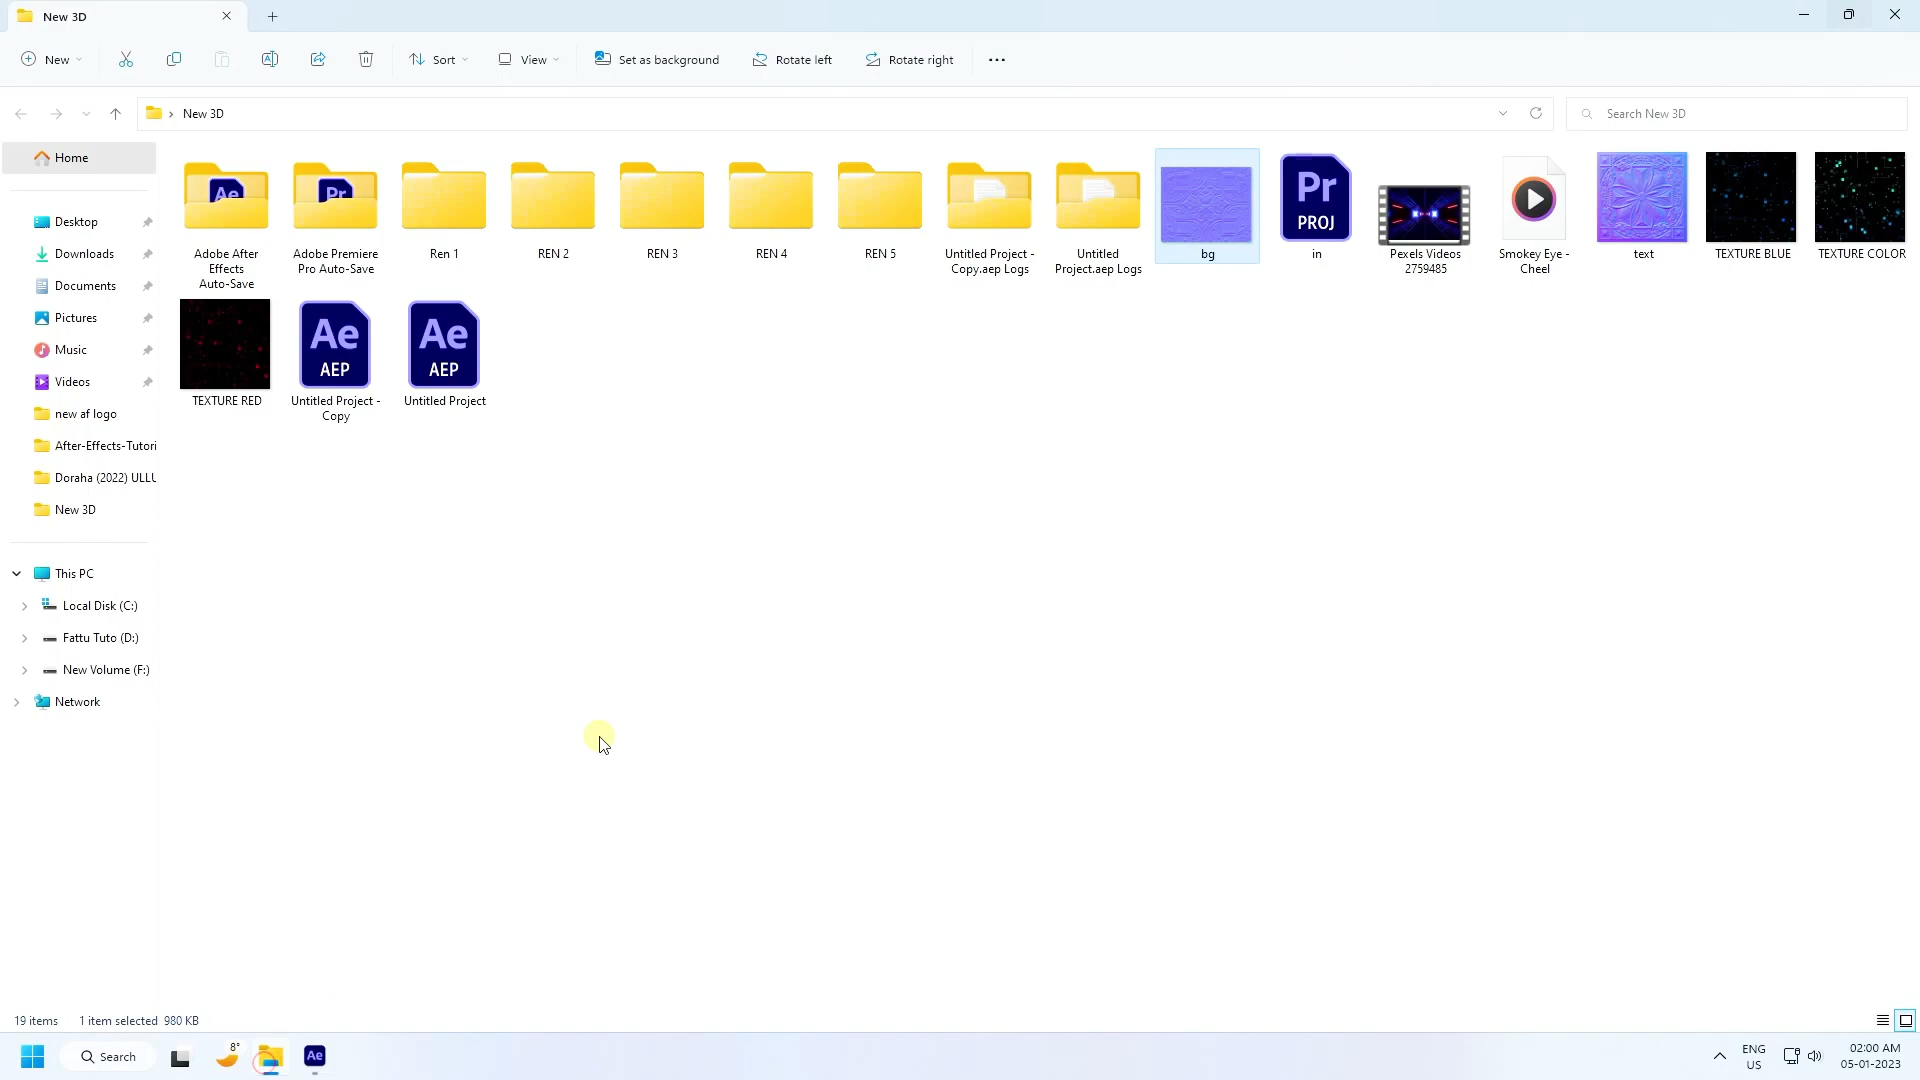 New 3D
New
Sort
View
Set as background
Rotate left
Rotate right
New 3D
Search New 3D
Home
Desktop
Downloads
Documents
Pictures
Music
Videos
new af logo
After-Effects-Tutori
Doraha (2022) ULLU
New 3D
This PC
Local Disk (C:)
Fattu Tuto (D:)
New Volume (F:)
Network
Ae
Adobe After
Effects
Auto-Save
Pr
Adobe Premiere
Pro Auto-Save
Ren 1
REN 2
REN 3
REN 4
REN 5
Untitled Project -
Copy.aep Logs
Untitled
Project.aep Logs
bg
Pr
PROJ
in
Pexels Videos
2759485
Smokey Eye -
Cheel
text
TEXTURE BLUE
TEXTURE COLOR
TEXTURE RED
Ae
AEP
Untitled Project -
Copy
Ae
AEP
Untitled Project
19 items
1 item selected 980 KB
Search
8°
Ae
ENG
US
02:00 AM
05-01-2023